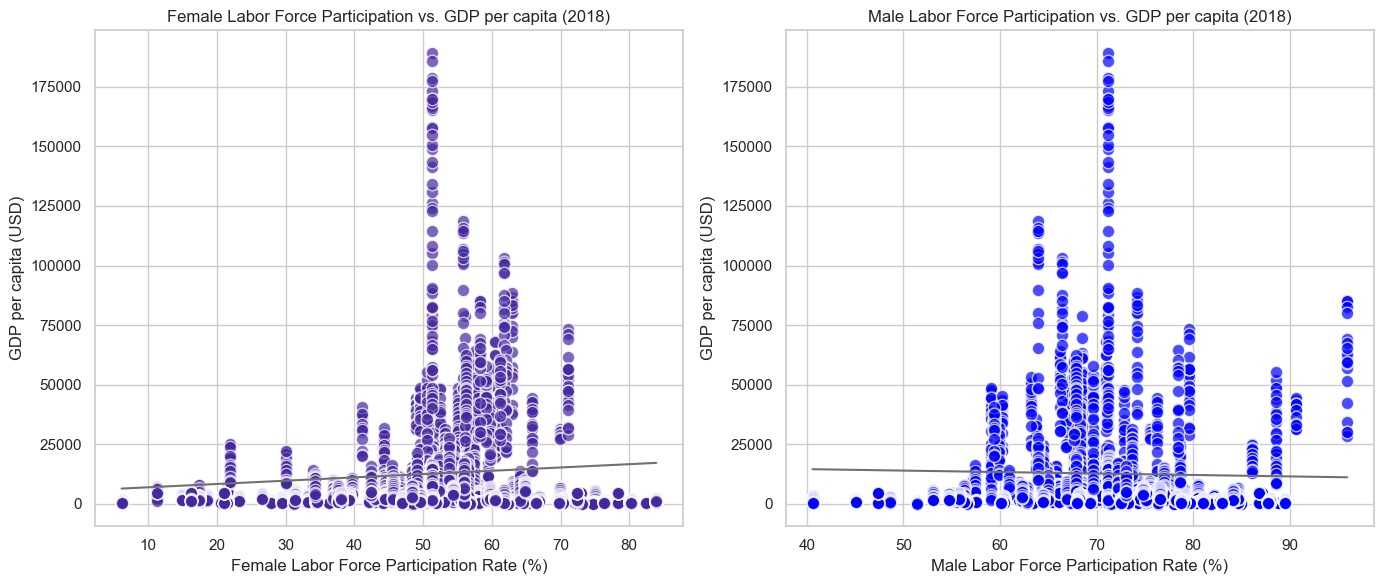 Female Labor Force Participation vs. GDP per capita (2018)
GDP per capita (USD)
175000
150000
125000
100000
75000
50000
25000
0
10 20 30 40 50 60 70 80
Female Labor Force Participation Rate (%)
Male Labor Force Participation vs. GDP per capita (2018)
GDP per capita (USD)
175000
150000
125000
100000
75000
50000
25000
0
40 50 60 70 80 90
Male Labor Force Participation Rate (%)